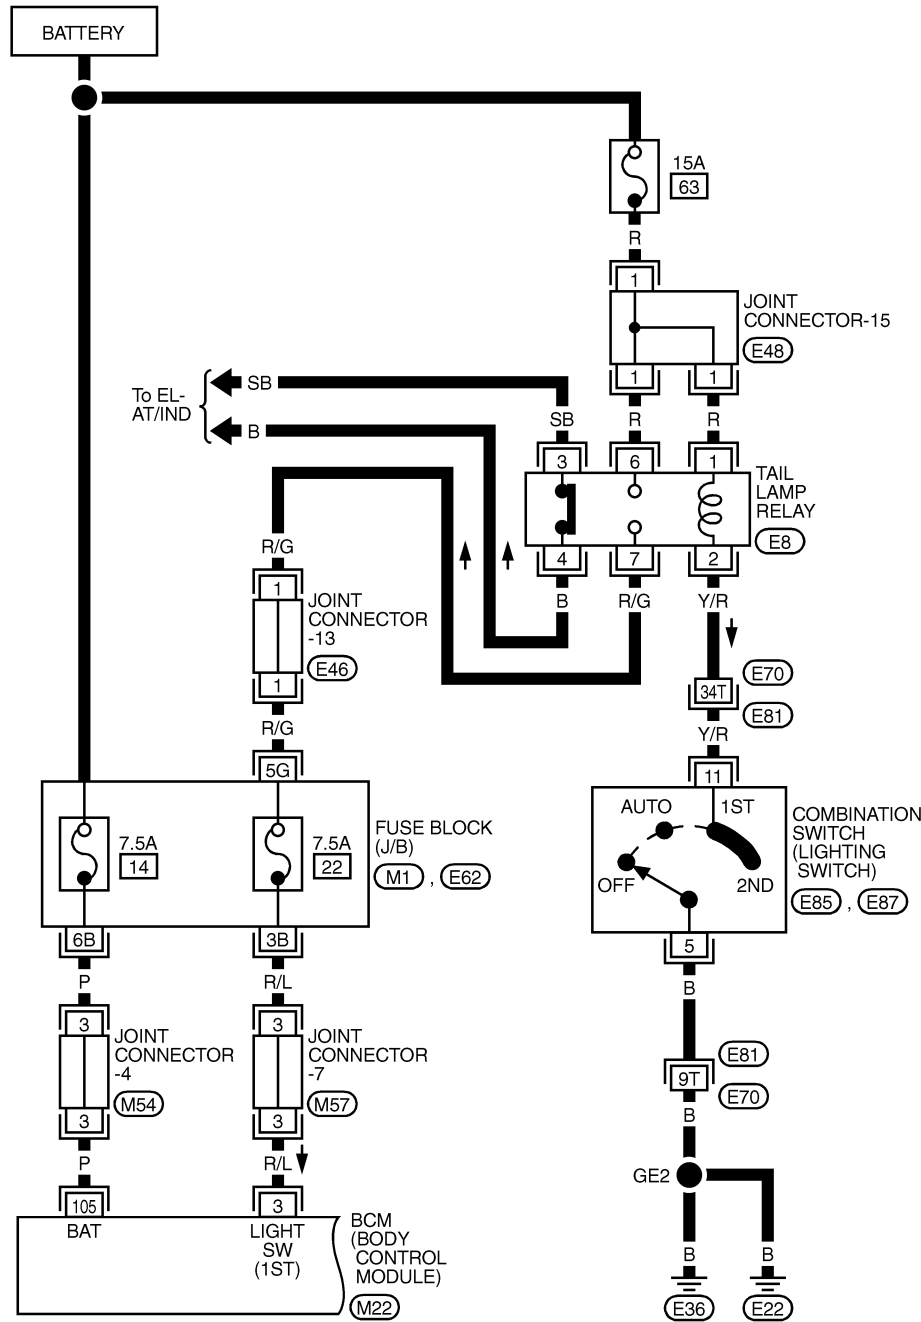 BATTERY
15A
63
R
1
JOINT
CONNECTOR-15
E48
1
1
SB
To EL-
AT/IND
B
SB
R
R
3
6
1
TAIL
LAMP
RELAY
E8
4
7
2
B
R/G
Y/R
R/G
1
JOINT
CONNECTOR
-13
E46
1
R/G
5G
E70
34T
E81
Y/R
11
AUTO
1ST
OFF
2ND
COMBINATION
SWITCH
(LIGHTING
SWITCH)
E85 , E87
5
B
7.5A
14
7.5A
22
FUSE BLOCK
(J/B)
M1 , E62
6B
3B
P
R/L
3
3
JOINT
CONNECTOR
-4
M54
JOINT
CONNECTOR
-7
M57
3
3
P
R/L
105
3
BAT
LIGHT
SW
(1ST)
BCM
(BODY
CONTROL
MODULE)
M22
E81
9T
E70
B
GE2
B
B
E36
E22